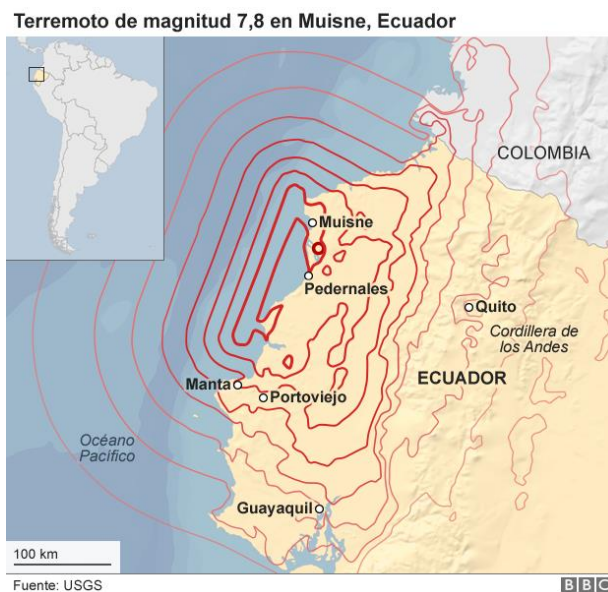 Terremoto de magnitud 7,8 en Muisne, Ecuador
COLOMBIA
Muisne
Pedernales
Quito
Cordillera de
los Andes
ECUADOR
Manta
Portoviejo
Océano
Pacífico
Guayaquil
100 km
Fuente: USGS
BBC